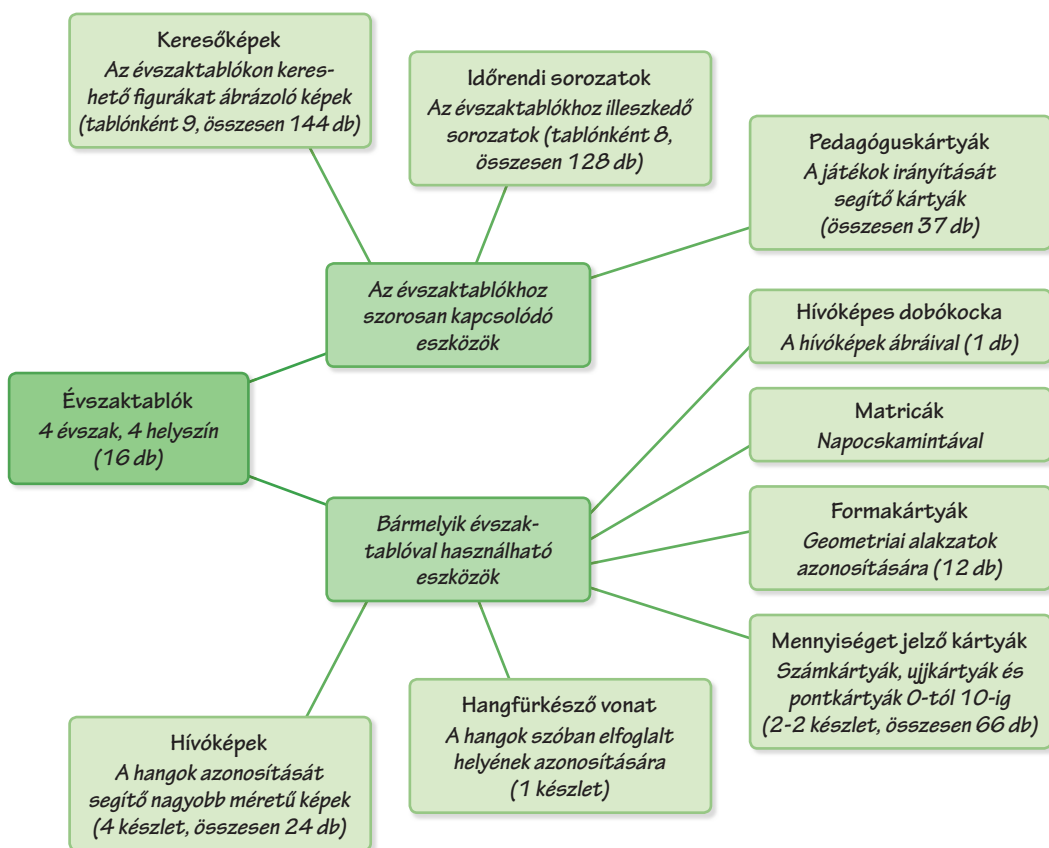 Keresőképek
Az évszaktablókon keres-
hető figurákat ábrázoló képek
(tablónként 9, összesen 144 db)
Időrendi sorozatok
Az évszaktablókhoz illeszkedő
sorozatok (tablónként 8,
összesen 128 db)
Pedagóguskártyák
A játékok irányítását
segítő kártyák
(összesen 37 db)
Az évszaktablókhoz
szorosan kapcsolódó
eszközök
Hívóképes dobókocka
A hívóképek ábráival (1 db)
Évszaktablók
4 évszak, 4 helyszín
(16 db)
Matricák
Napocskamintával
Bármelyik évszak-
tablóval használható
eszközök
Formakártyák
Geometriai alakzatok
azonosítására (12 db)
Mennyiséget jelző kártyák
Számkártyák, ujjkártyák és
pontkártyák 0-tól 10-ig
(2-2 készlet, összesen 66 db)
Hangfürkésző vonat
A hangok szóban elfoglalt
helyének azonosítására
(1 készlet)
Hívóképek
A hangok azonosítását
segítő nagyobb méretű képek
(4 készlet, összesen 24 db)